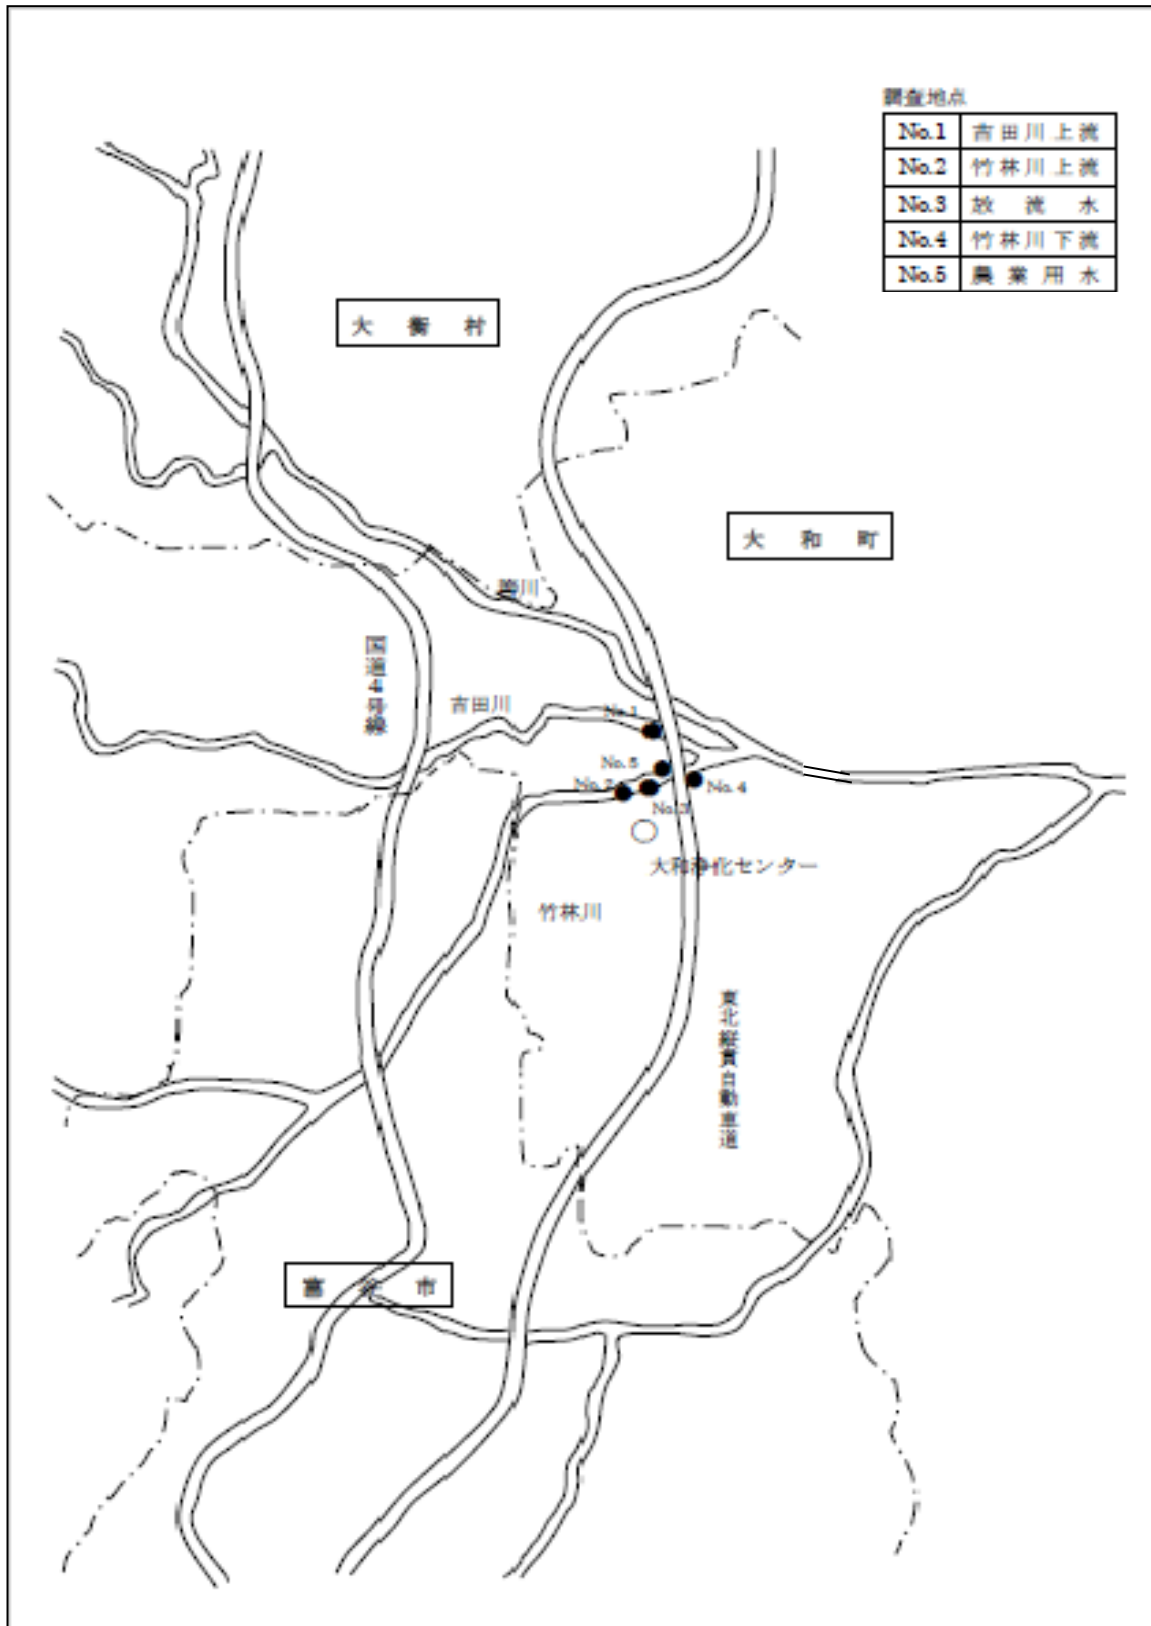 調査地点
No.1 吉田川上流
No.2 竹林川上流
No.3 放流水
No.4 竹林川下流
No.5 農業用水
大衡村
大和町
国道4号線
吉田川
No.1
No.5
No.2
No.3
No.4
大和浄化センター
竹林川
東北縦貫自動車道
富谷市